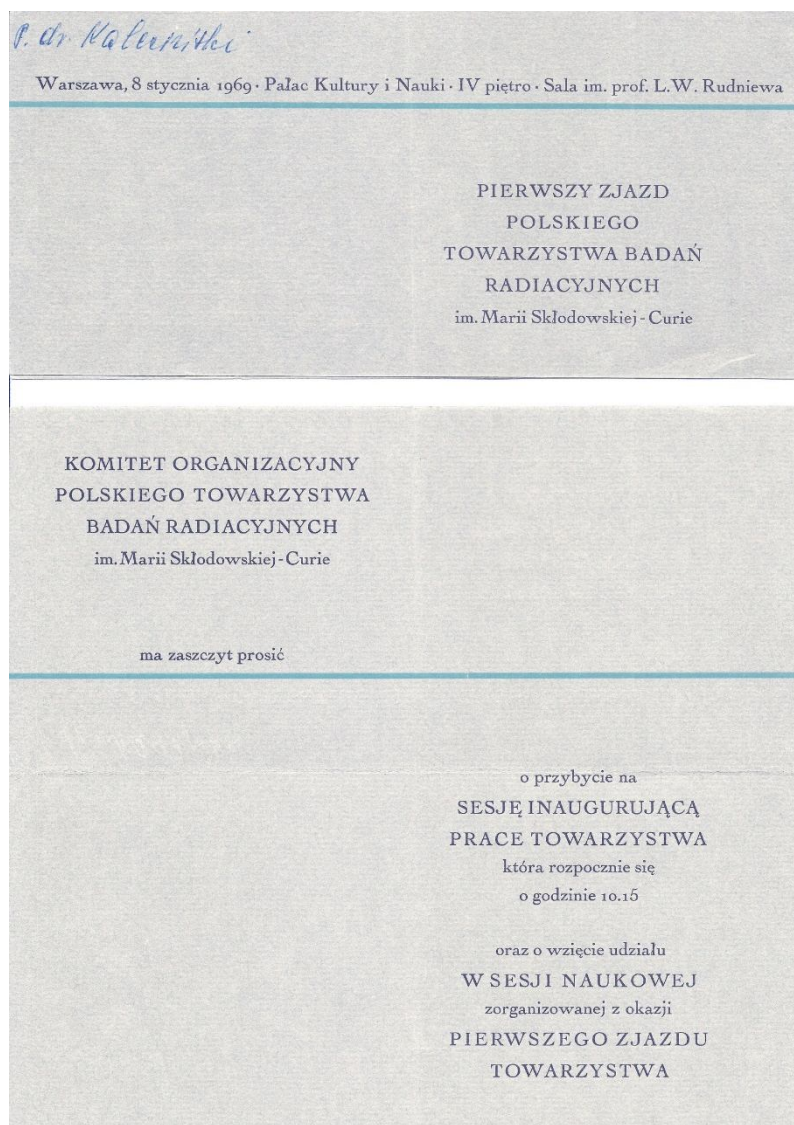 P. dr Kalecniński
Warszawa, 8 stycznia 1969 · Pałac Kultury i Nauki · IV piętro · Sala im. prof. L.W. Rudniewa
PIERWSZY ZJAZD
POLSKIEGO
TOWARZYSTWA BADAŃ
RADIACYJNYCH
im. Marii Skłodowskiej-Curie
KOMITET ORGANIZACYJNY
POLSKIEGO TOWARZYSTWA
BADAŃ RADIACYJNYCH
im. Marii Skłodowskiej-Curie
ma zaszczyt prosić
o przybycie na
SESJĘ INAUGURUJĄCĄ
PRACE TOWARZYSTWA
która rozpocznie się
o godzinie 10.15
oraz o wzięcie udziału
W SESJI NAUKOWEJ
zorganizowanej z okazji
PIERWSZEGO ZJAZDU
TOWARZYSTWA